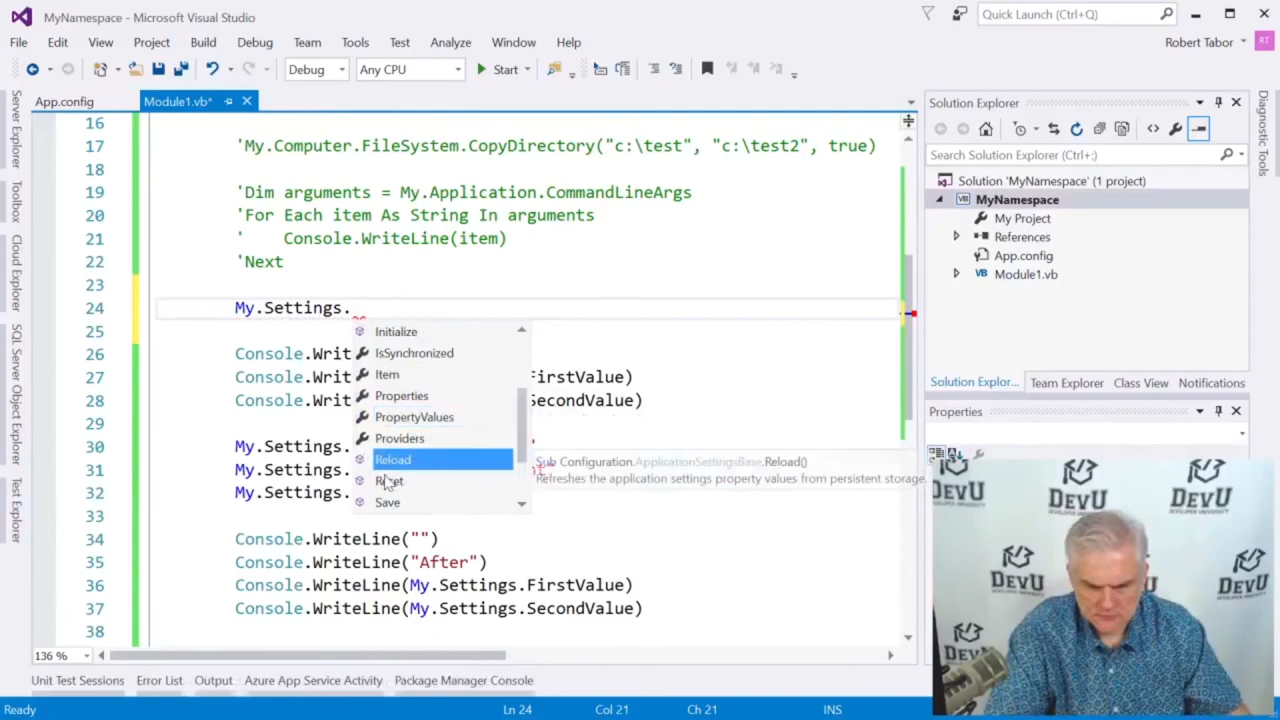 MyNamespace - Microsoft Visual Studio
Quick Launch (Ctrl+Q)
File Edit View Project Build Debug Team Tools Test Analyze Window Help
Robert Tabor RT
Debug Any CPU Start
App.config Module1.vb*
16
17 'My.Computer.FileSystem.CopyDirectory("c:\test", "c:\test2", true)
18
19 'Dim arguments = My.Application.CommandLineArgs
20 'For Each item As String In arguments
21 ' Console.WriteLine(item)
22 'Next
23
24 My.Settings.
25
26 Console.Writ
27 Console.Writ FirstValue)
28 Console.Writ SecondValue)
29
30 My.Settings.
31 My.Settings.
32 My.Settings.
33
34 Console.WriteLine("")
35 Console.WriteLine("After")
36 Console.WriteLine(My.Settings.FirstValue)
37 Console.WriteLine(My.Settings.SecondValue)
38
Initialize
IsSynchronized
Item
Properties
PropertyValues
Providers
Reload
Reset
Save
Sub Configuration.ApplicationSettingsBase.Reload()
Refreshes the application settings property values from persistent storage.
136 %
Server Explorer
Toolbox
Cloud Explorer
SQL Server Object Explorer
Test Explorer
Solution Explorer
Search Solution Explorer (Ctrl+;)
Solution 'MyNamespace' (1 project)
MyNamespace
My Project
References
App.config
Module1.vb
Solution Explor... Team Explorer Class View Notifications
Properties
Diagnostic Tools
DevU DevU DevU
DEVELOPER UNIVERSITY
DevU DevU
DevU
Unit Test Sessions Error List Output Azure App Service Activity Package Manager Console
Ready Ln 24 Col 21 Ch 21 INS